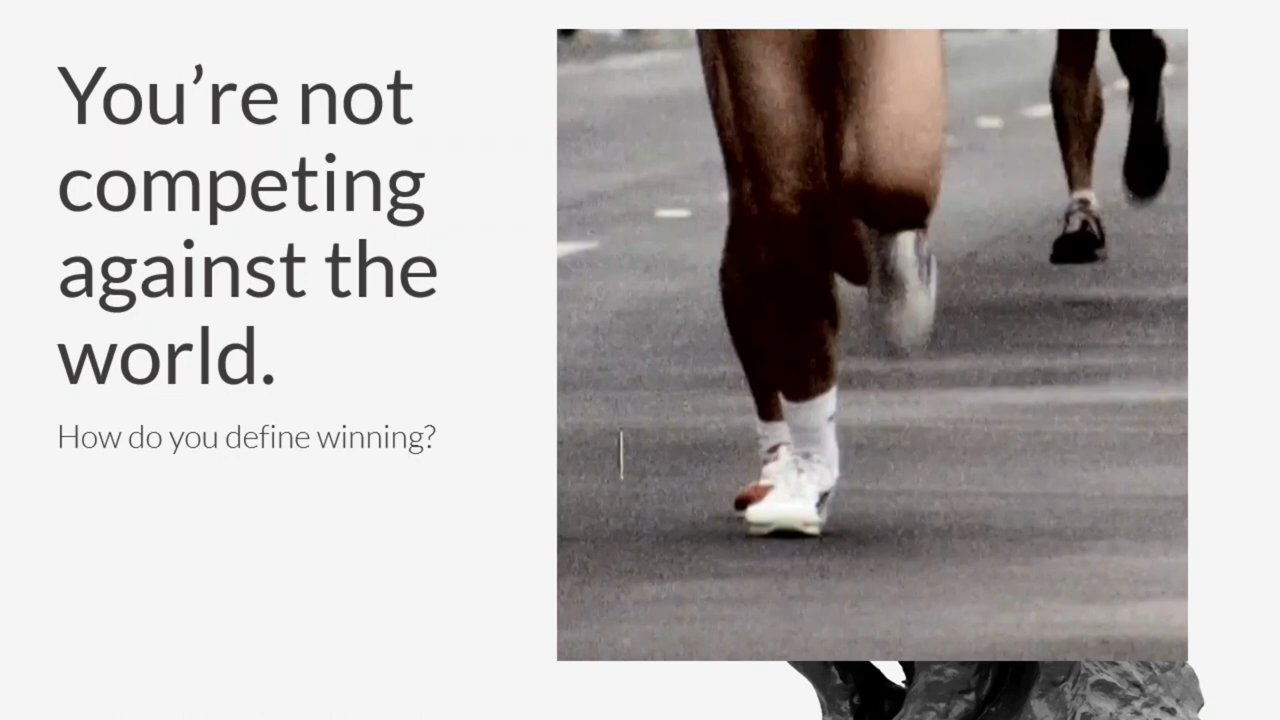 You’re not
competing
against the
world.
How do you define winning?